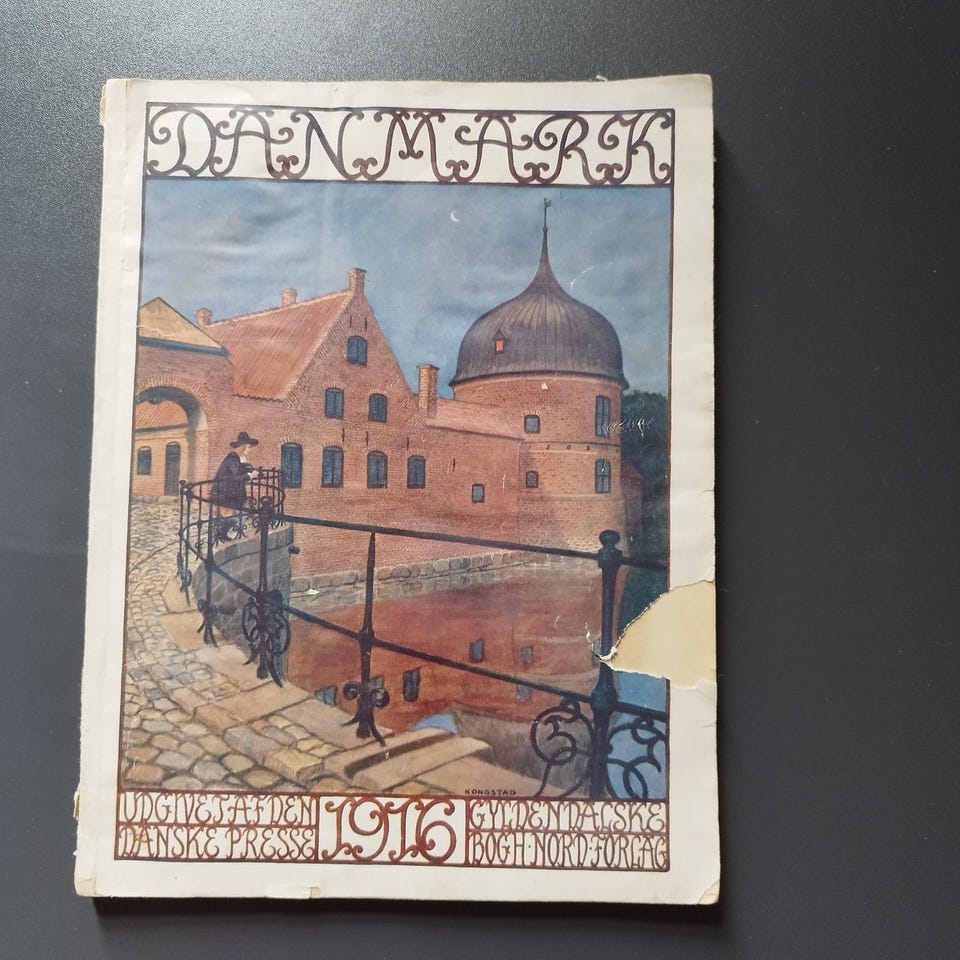 DANMARK
KONGSTAD
UDGIVET AF DEN
DANSKE PRESSE
1916
GYLDENDALSKE
BOGH·NORD·FORLAG